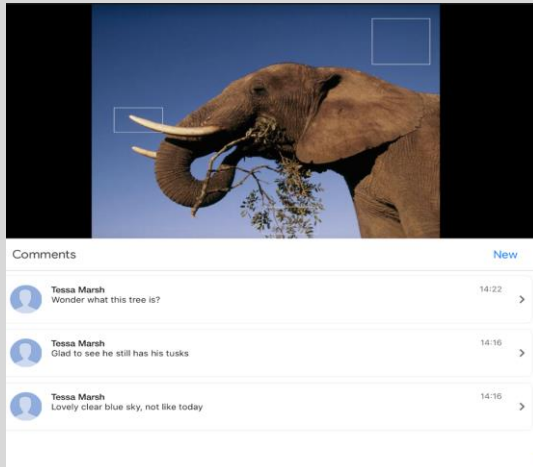 Comments
New
Tessa Marsh
14:22
Wonder what this tree is?
Tessa Marsh
14:16
Glad to see he still has his tusks
Tessa Marsh
14:16
Lovely clear blue sky, not like today